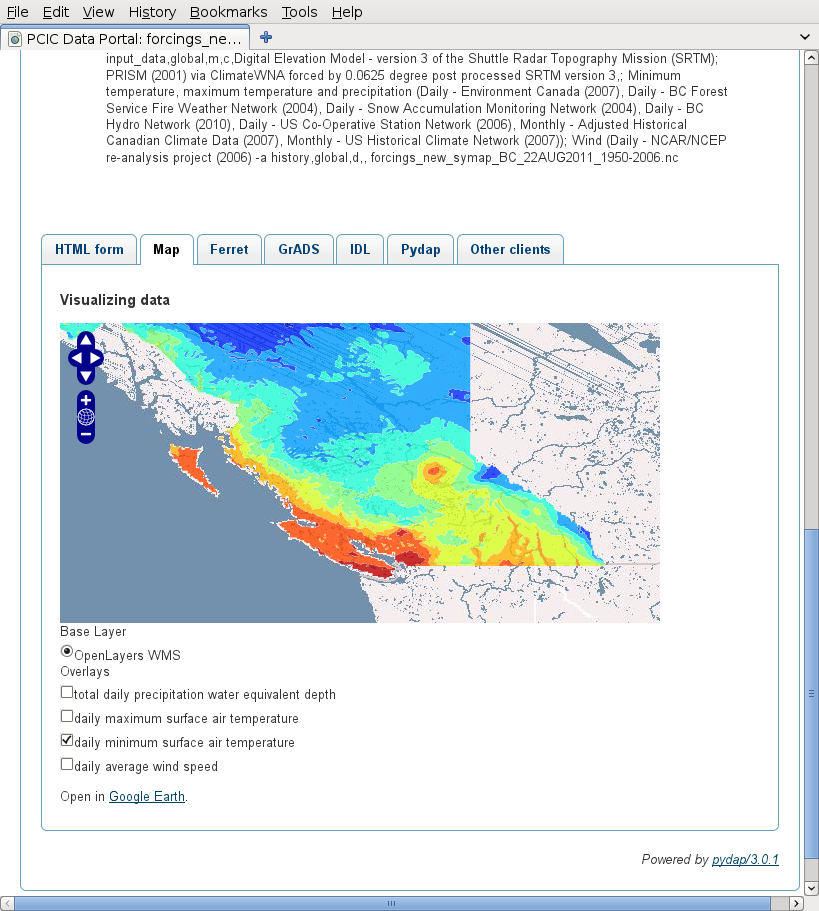 File Edit View History Bookmarks Tools Help
PCIC Data Portal: forcings_ne...
input_data,global,m,c,Digital Elevation Model - version 3 of the Shuttle Radar Topography Mission (SRTM);
PRISM (2001) via ClimateWNA forced by 0.0625 degree post processed SRTM version 3,; Minimum
temperature, maximum temperature and precipitation (Daily - Environment Canada (2007), Daily - BC Forest
Service Fire Weather Network (2004), Daily - Snow Accumulation Monitoring Network (2004), Daily - BC
Hydro Network (2010), Daily - US Co-Operative Station Network (2006), Monthly - Adjusted Historical
Canadian Climate Data (2007), Monthly - US Historical Climate Network (2007)); Wind (Daily - NCAR/NCEP
re-analysis project (2006) -a history,global,d,, forcings_new_symap_BC_22AUG2011_1950-2006.nc
HTML form Map Ferret GrADS IDL Pydap Other clients
Visualizing data
Base Layer
OpenLayers WMS
Overlays
total daily precipitation water equivalent depth
daily maximum surface air temperature
daily minimum surface air temperature
daily average wind speed
Open in Google Earth.
Powered by pydap/3.0.1